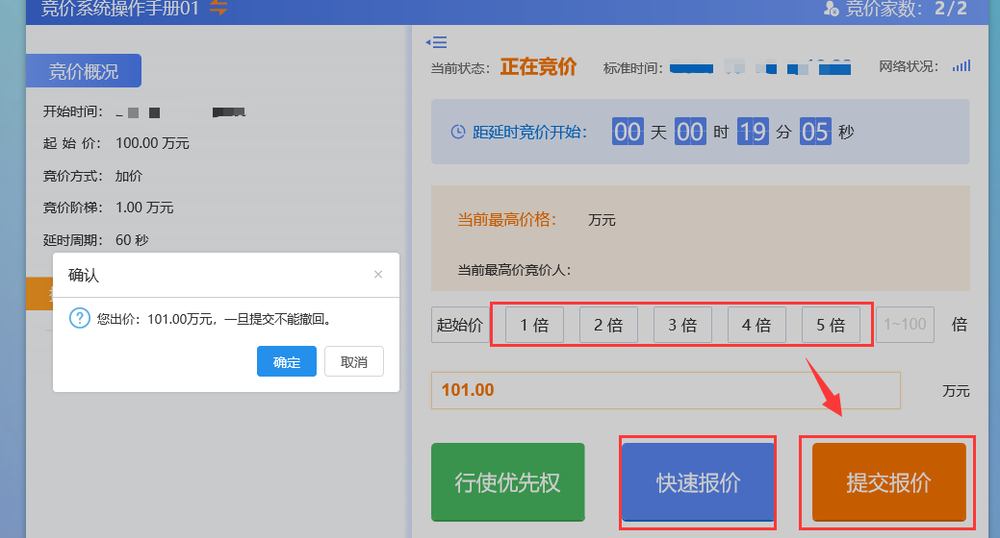 竞价系统操作手册01
竞价家数：2/2
竞价概况
开始时间：
起 始 价： 100.00 万元
竞价方式： 加价
竞价阶梯： 1.00 万元
延时周期： 60 秒
确认
×
您出价：101.00万元，一旦提交不能撤回。
确定 取消
当前状态：正在竞价 标准时间： 网络状况：
距延时竞价开始： 00 天 00 时 19 分 05 秒
当前最高价格： 万元
当前最高价竞价人：
起始价 1 倍 2 倍 3 倍 4 倍 5 倍 1~100 倍
101.00 万元
行使优先权 快速报价 提交报价